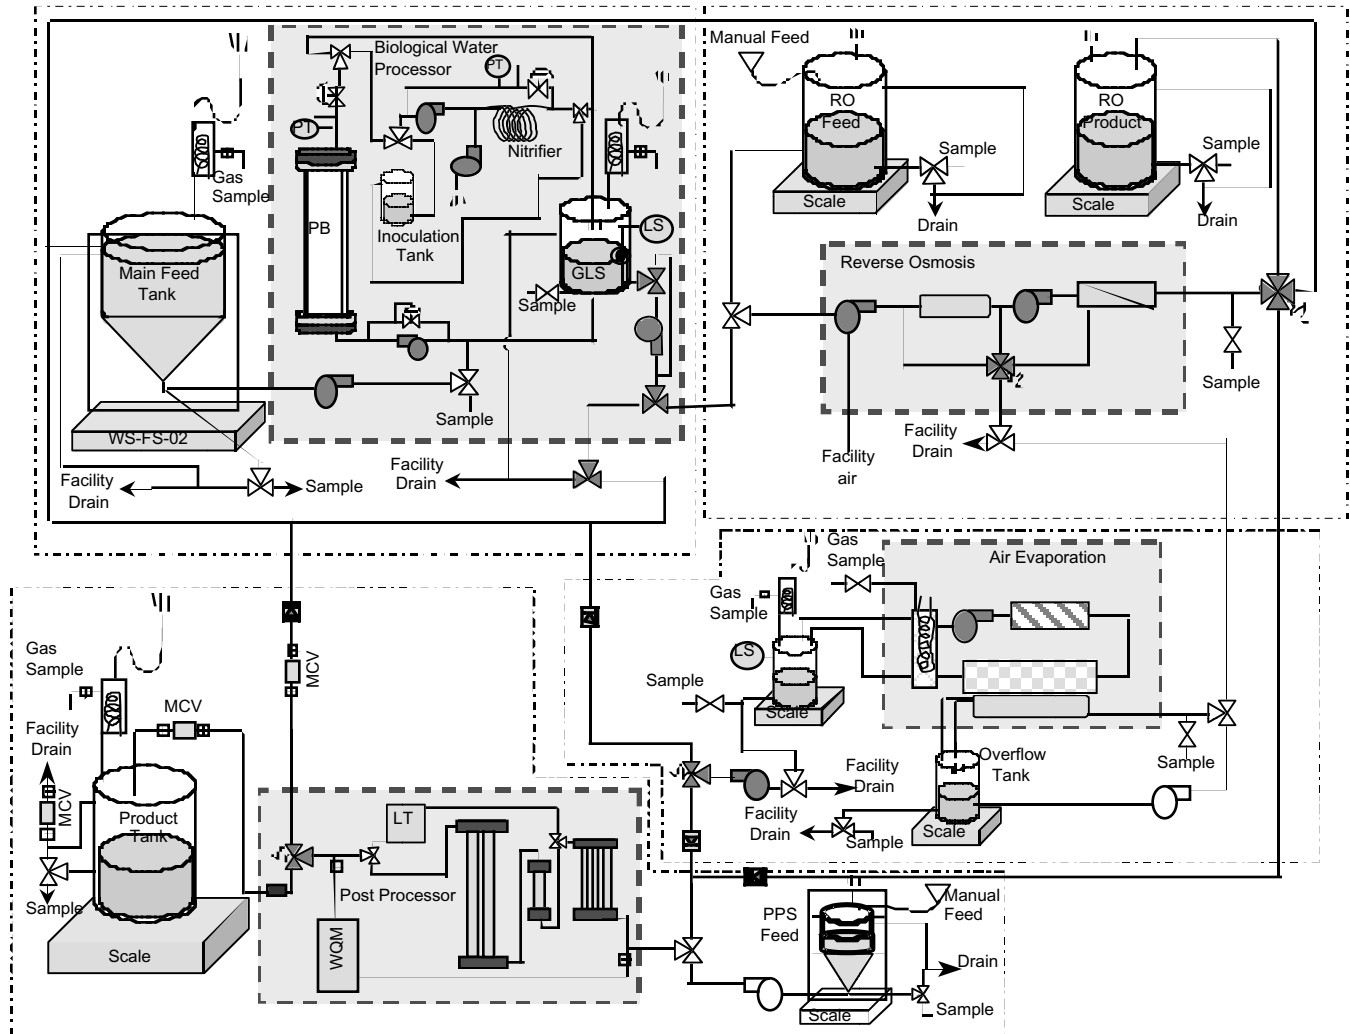 Biological Water
Processor
PT
PT
Nitrifier
Gas
Sample
PB
Inoculation
Tank
LS
GLS
Sample
Main Feed
Tank
Sample
WS-FS-02
Facility
Drain
Sample
Facility
Drain
Manual Feed
RO
Feed
Sample
Scale
Drain
RO
Product
Sample
Scale
Drain
Reverse Osmosis
2
2
Sample
Facility
Drain
Facility
air
Gas
Sample
Air Evaporation
Gas
Sample
LS
Sample
Scale
Sample
Overflow
Tank
Facility
Drain
Facility
Drain
Sample
Scale
Gas
Sample
MCV
MCV
Facility
Drain
MCV
Product
Tank
Sample
Scale
LT
Post Processor
WQM
PPS
Feed
Manual
Feed
Drain
Sample
Scale